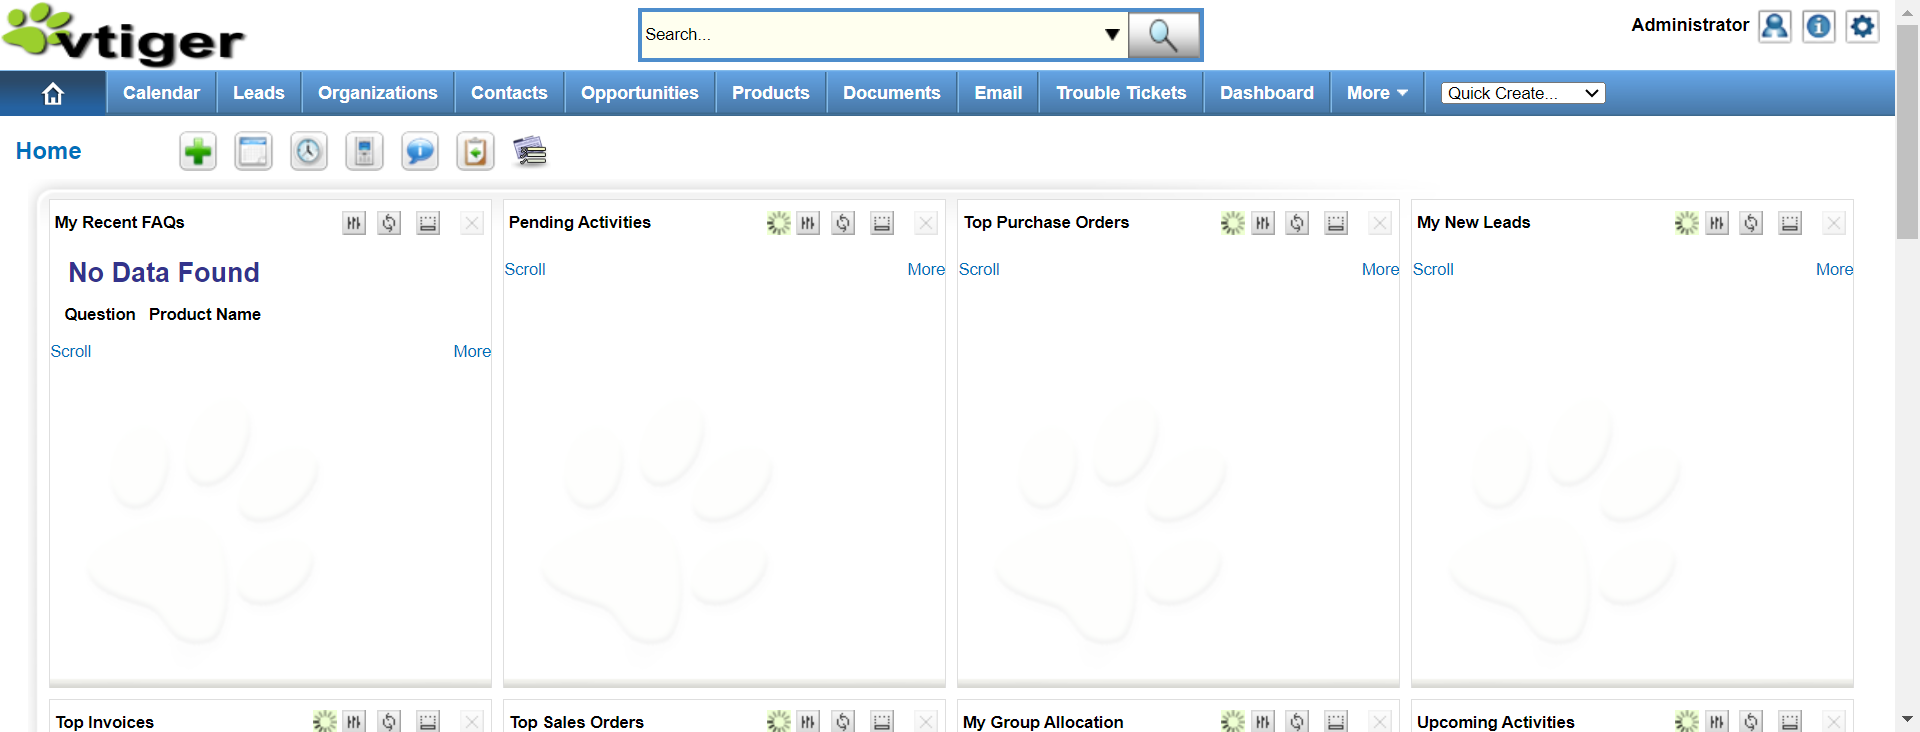 vtiger
Search...
Administrator
Calendar Leads Organizations Contacts Opportunities Products Documents Email Trouble Tickets Dashboard More Quick Create...
Home
My Recent FAQs
No Data Found
Question Product Name
Scroll More
Pending Activities
Scroll More
Top Purchase Orders
Scroll More
My New Leads
Scroll More
Top Invoices
Top Sales Orders
My Group Allocation
Upcoming Activities